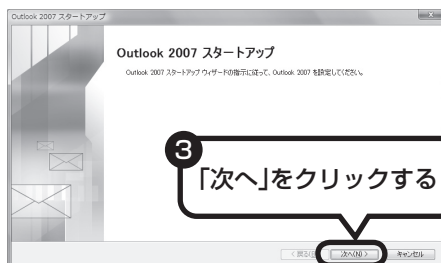 Outlook 2007 スタートアップ
Outlook 2007 スタートアップ
Outlook 2007 スタートアップ ウィザードの指示に従って、Outlook 2007 を設定してください。
3
「次へ」をクリックする
< 戻る(B) 次へ(N) > キャンセル